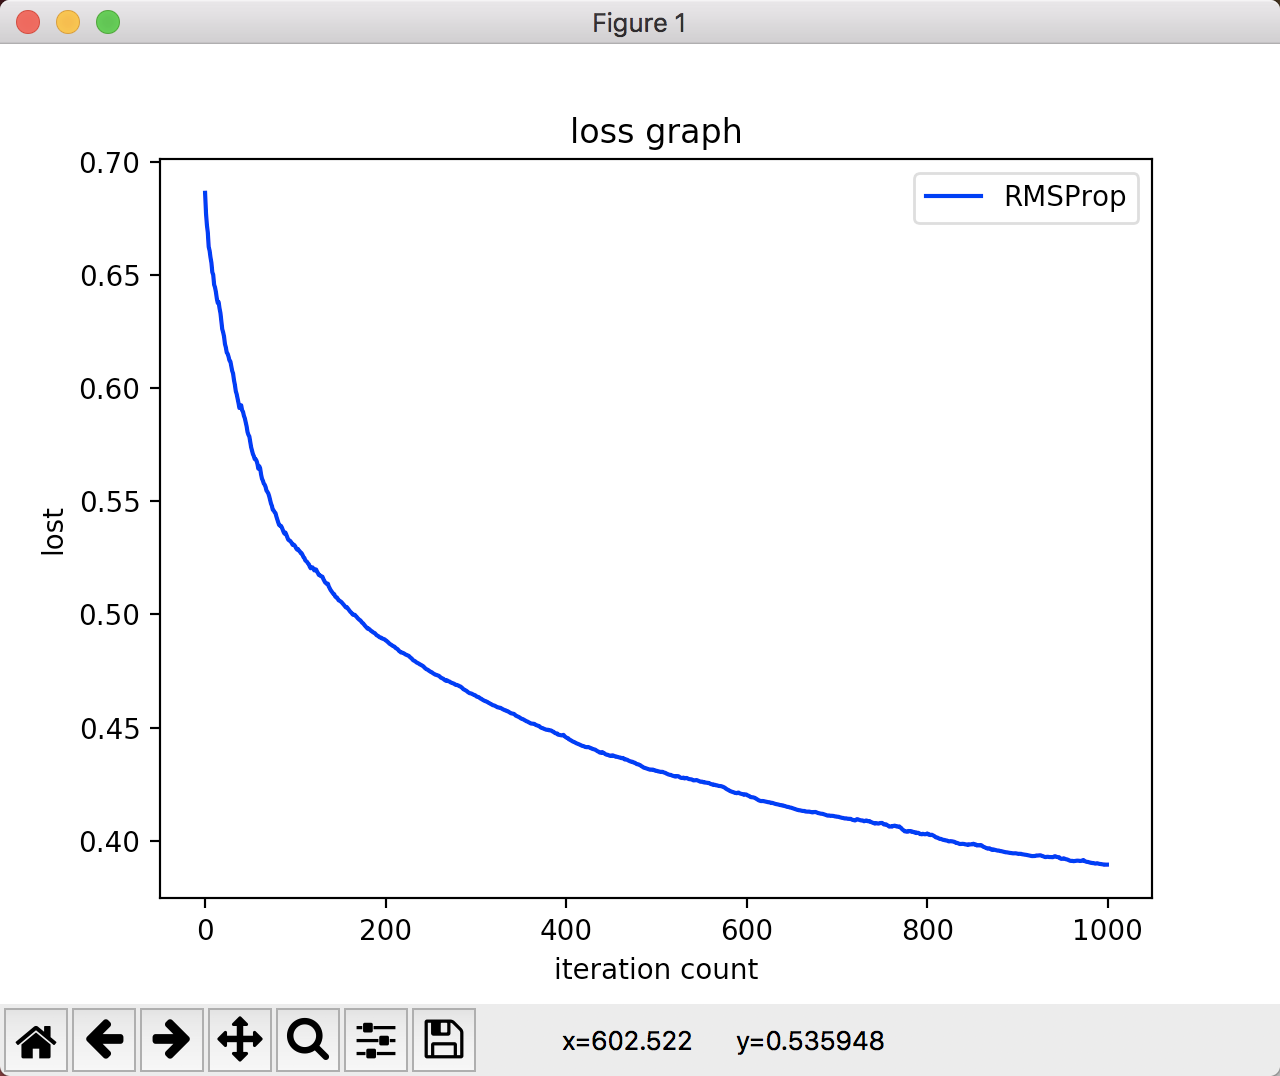 Figure 1
loss graph
RMSProp
0.70
0.65
0.60
0.55
0.50
0.45
0.40
lost
0 200 400 600 800 1000
iteration count
x=602.522 y=0.535948